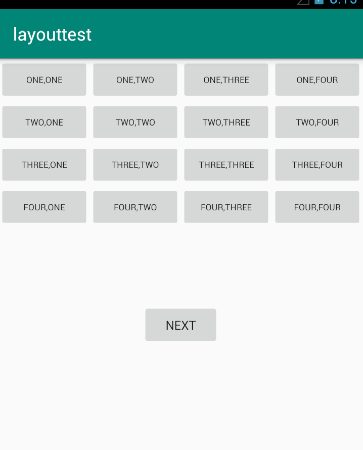 layouttest
ONE,ONE ONE,TWO ONE,THREE ONE,FOUR
TWO,ONE TWO,TWO TWO,THREE TWO,FOUR
THREE,ONE THREE,TWO THREE,THREE THREE,FOUR
FOUR,ONE FOUR,TWO FOUR,THREE FOUR,FOUR
NEXT